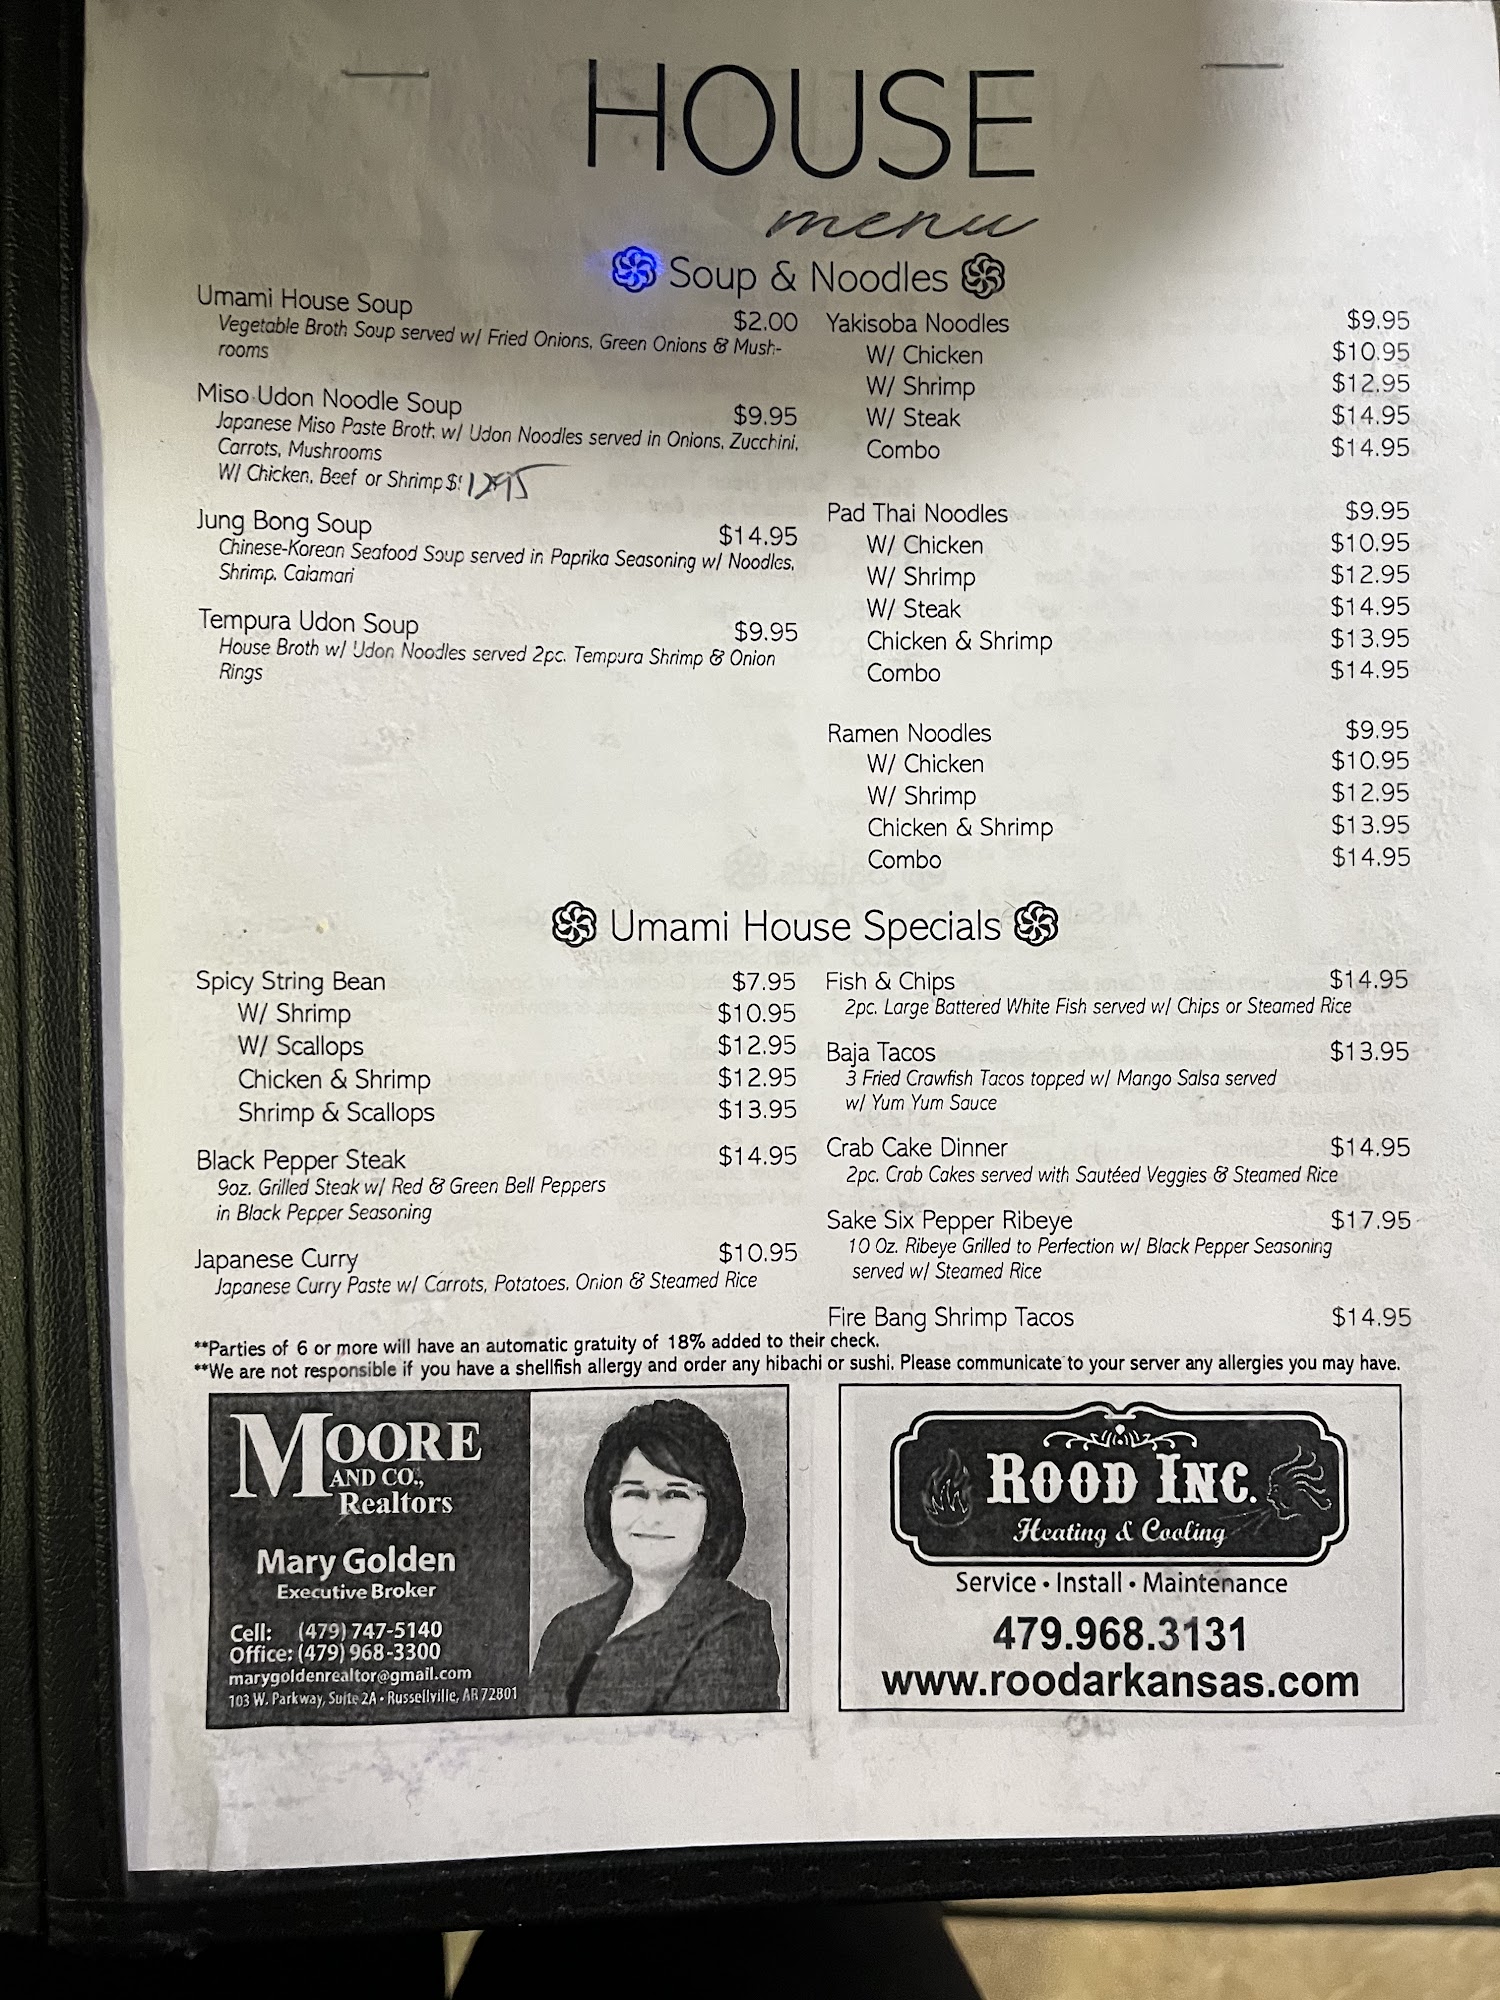 HOUSE
menu
Soup & Noodles
Umami House Soup $2.00
Vegetable Broth Soup served w/ Fried Onions, Green Onions & Mush-
rooms
Miso Udon Noodle Soup $9.95
Japanese Miso Paste Broth w/ Udon Noodles served in Onions, Zucchini,
Carrots, Mushrooms
W/ Chicken, Beef or Shrimp $12.95
Jung Bong Soup $14.95
Chinese-Korean Seafood Soup served in Paprika Seasoning w/ Noodles,
Shrimp, Calamari
Tempura Udon Soup $9.95
House Broth w/ Udon Noodles served 2pc. Tempura Shrimp & Onion
Rings
Yakisoba Noodles $9.95
W/ Chicken $10.95
W/ Shrimp $12.95
W/ Steak $14.95
Combo $14.95
Pad Thai Noodles $9.95
W/ Chicken $10.95
W/ Shrimp $12.95
W/ Steak $14.95
Chicken & Shrimp $13.95
Combo $14.95
Ramen Noodles $9.95
W/ Chicken $10.95
W/ Shrimp $12.95
Chicken & Shrimp $13.95
Combo $14.95
Umami House Specials
Spicy String Bean $7.95
W/ Shrimp $10.95
W/ Scallops $12.95
Chicken & Shrimp $12.95
Shrimp & Scallops $13.95
Black Pepper Steak $14.95
9oz. Grilled Steak w/ Red & Green Bell Peppers
in Black Pepper Seasoning
Japanese Curry $10.95
Japanese Curry Paste w/ Carrots, Potatoes, Onion & Steamed Rice
Fish & Chips $14.95
2pc. Large Battered White Fish served w/ Chips or Steamed Rice
Baja Tacos $13.95
3 Fried Crawfish Tacos topped w/ Mango Salsa served
w/ Yum Yum Sauce
Crab Cake Dinner $14.95
2pc. Crab Cakes served with Sautéed Veggies & Steamed Rice
Sake Six Pepper Ribeye $17.95
10 Oz. Ribeye Grilled to Perfection w/ Black Pepper Seasoning
served w/ Steamed Rice
Fire Bang Shrimp Tacos $14.95
**Parties of 6 or more will have an automatic gratuity of 18% added to their check.
**We are not responsible if you have a shellfish allergy and order any hibachi or sushi. Please communicate to your server any allergies you may have.
MOORE
AND CO.,
Realtors
Mary Golden
Executive Broker
Cell: (479) 747-5140
Office: (479) 968-3300
marygoldenrealtor@gmail.com
103 W. Parkway, Suite 2A • Russellville, AR 72801
ROOD INC.
Heating & Cooling
Service • Install • Maintenance
479.968.3131
www.roodarkansas.com